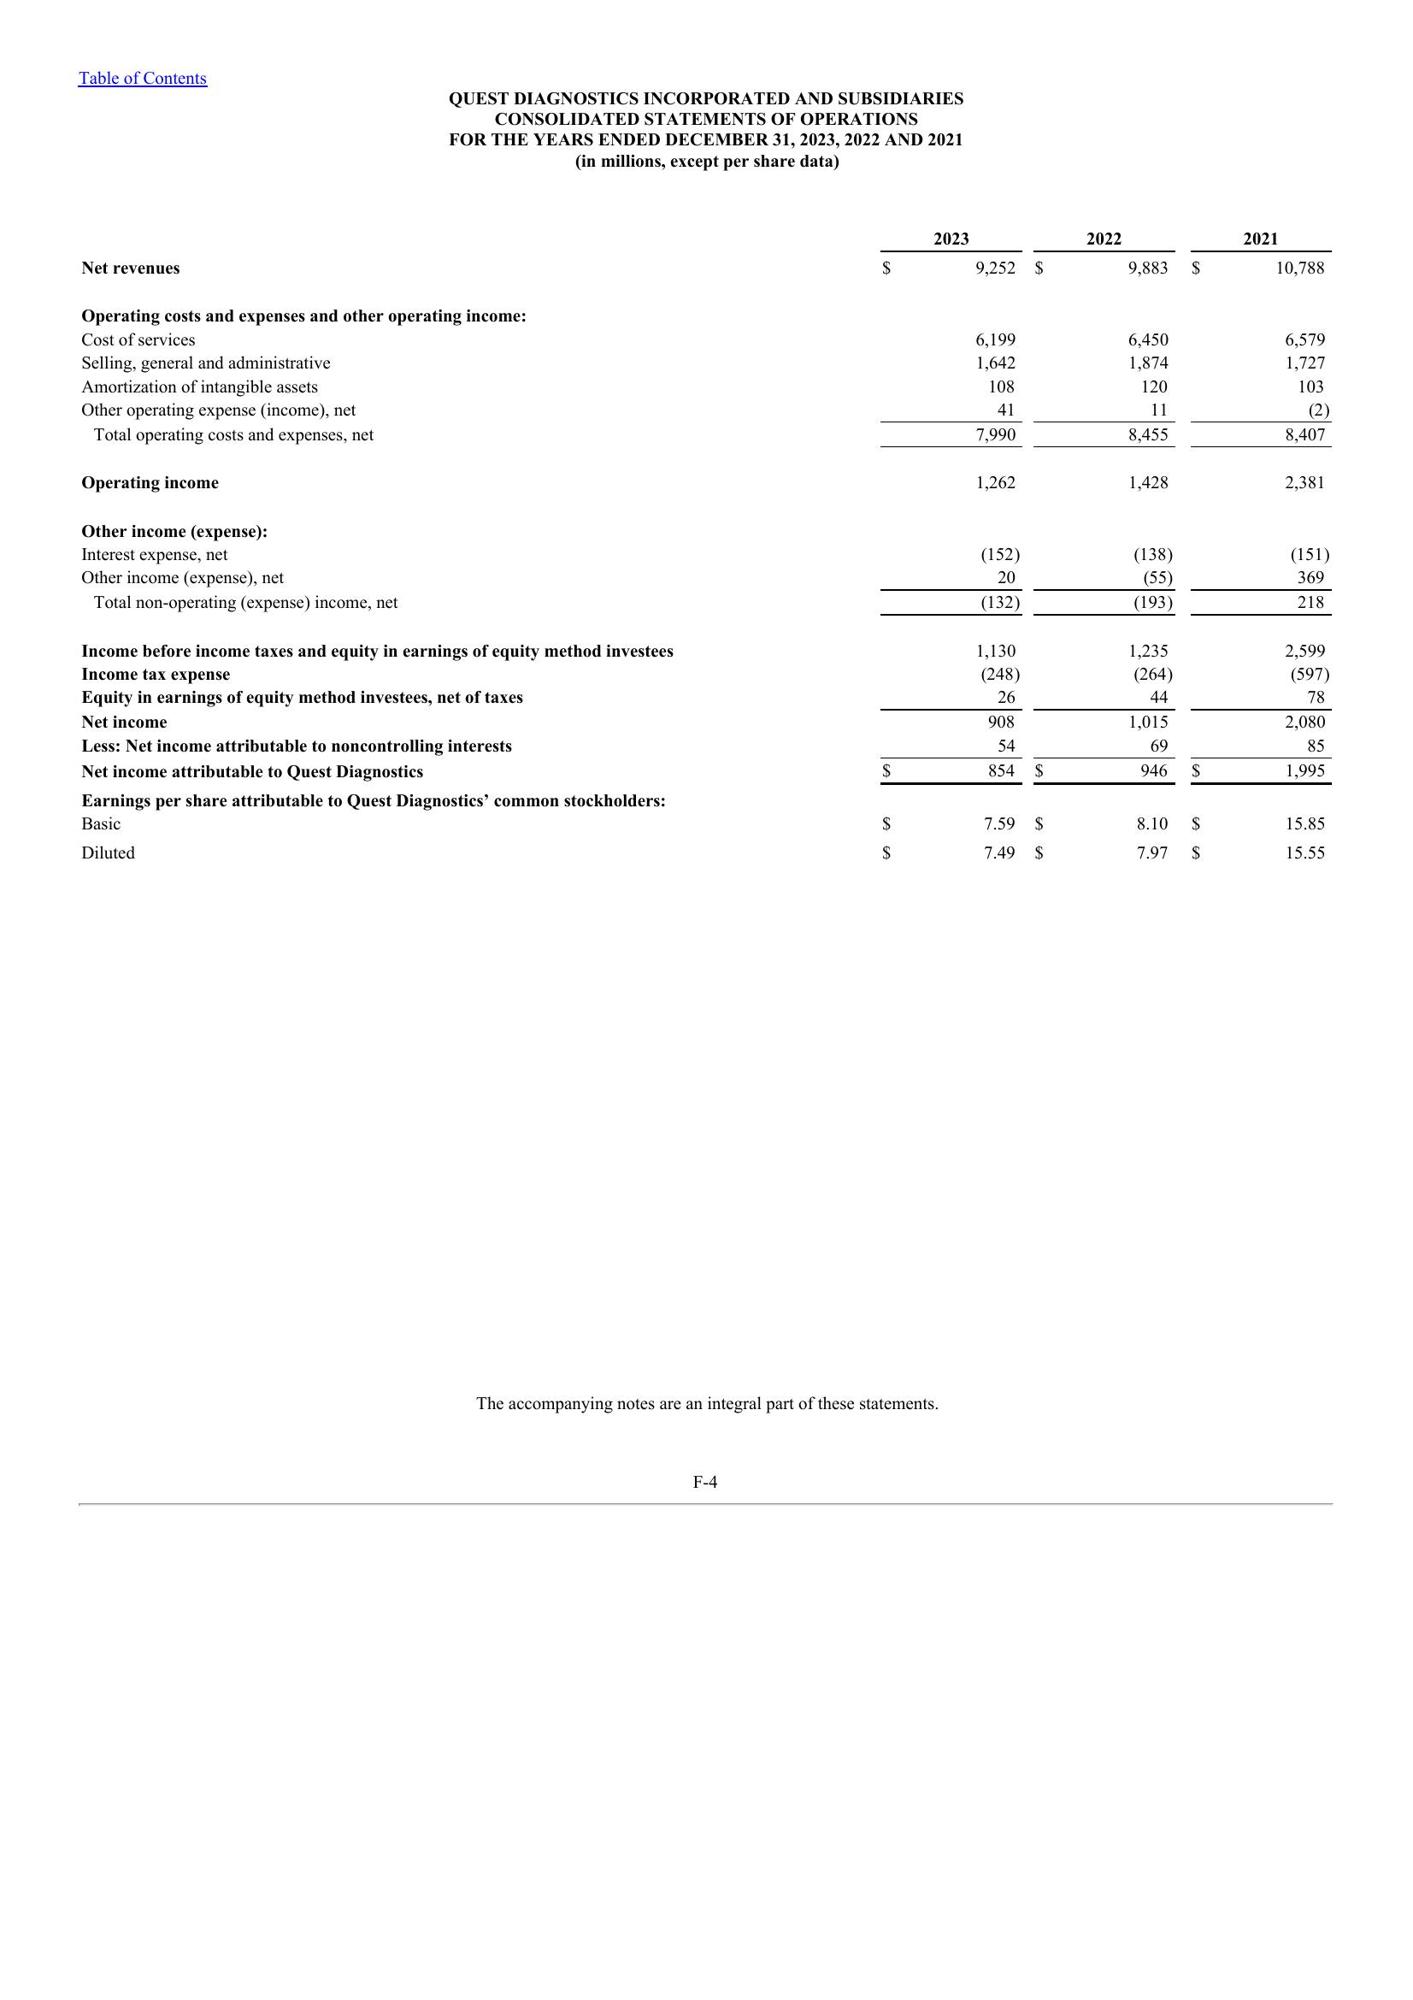 Table of Contents
QUEST DIAGNOSTICS INCORPORATED AND SUBSIDIARIES
CONSOLIDATED STATEMENTS OF OPERATIONS
FOR THE YEARS ENDED DECEMBER 31, 2023, 2022 AND 2021
(in millions, except per share data)
2023 2022 2021
Net revenues $ 9,252 $ 9,883 $ 10,788
Operating costs and expenses and other operating income:
Cost of services 6,199 6,450 6,579
Selling, general and administrative 1,642 1,874 1,727
Amortization of intangible assets 108 120 103
Other operating expense (income), net 41 11 (2)
Total operating costs and expenses, net 7,990 8,455 8,407
Operating income 1,262 1,428 2,381
Other income (expense):
Interest expense, net (152) (138) (151)
Other income (expense), net 20 (55) 369
Total non-operating (expense) income, net (132) (193) 218
Income before income taxes and equity in earnings of equity method investees 1,130 1,235 2,599
Income tax expense (248) (264) (597)
Equity in earnings of equity method investees, net of taxes 26 44 78
Net income 908 1,015 2,080
Less: Net income attributable to noncontrolling interests 54 69 85
Net income attributable to Quest Diagnostics $ 854 $ 946 $ 1,995
Earnings per share attributable to Quest Diagnostics’ common stockholders:
Basic $ 7.59 $ 8.10 $ 15.85
Diluted $ 7.49 $ 7.97 $ 15.55
The accompanying notes are an integral part of these statements.
F-4